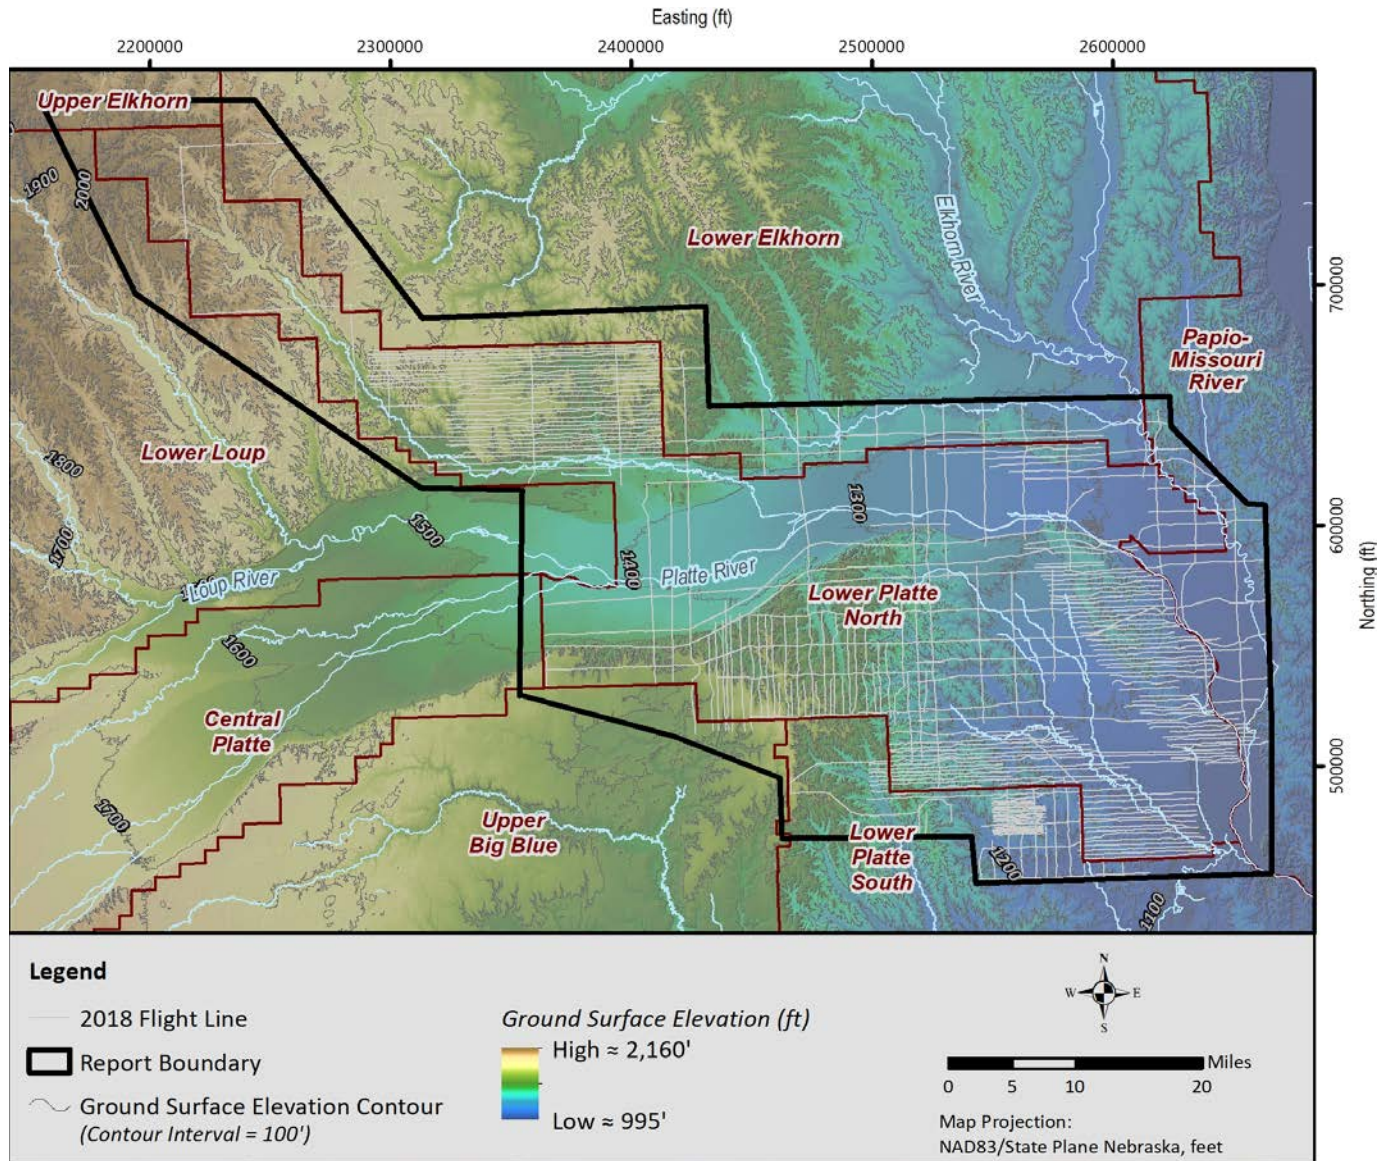 Easting (ft)
2200000
2300000
2400000
2500000
2600000
Upper Elkhorn
1900
2000
Lower Elkhorn
Elkhorn River
700000
Papio-
Missouri
River
Lower Loup
1800
1700
1500
1300
600000
Loup River
1400
Platte River
Lower Platte
North
Northing (ft)
1600
Central
Platte
500000
1700
Upper
Big Blue
Lower
Platte
South
1200
1100
Legend
2018 Flight Line
Report Boundary
Ground Surface Elevation Contour
(Contour Interval = 100')
Ground Surface Elevation (ft)
High ≈ 2,160'
Low ≈ 995'
N
W
E
S
Miles
0
5
10
20
Map Projection:
NAD83/State Plane Nebraska, feet